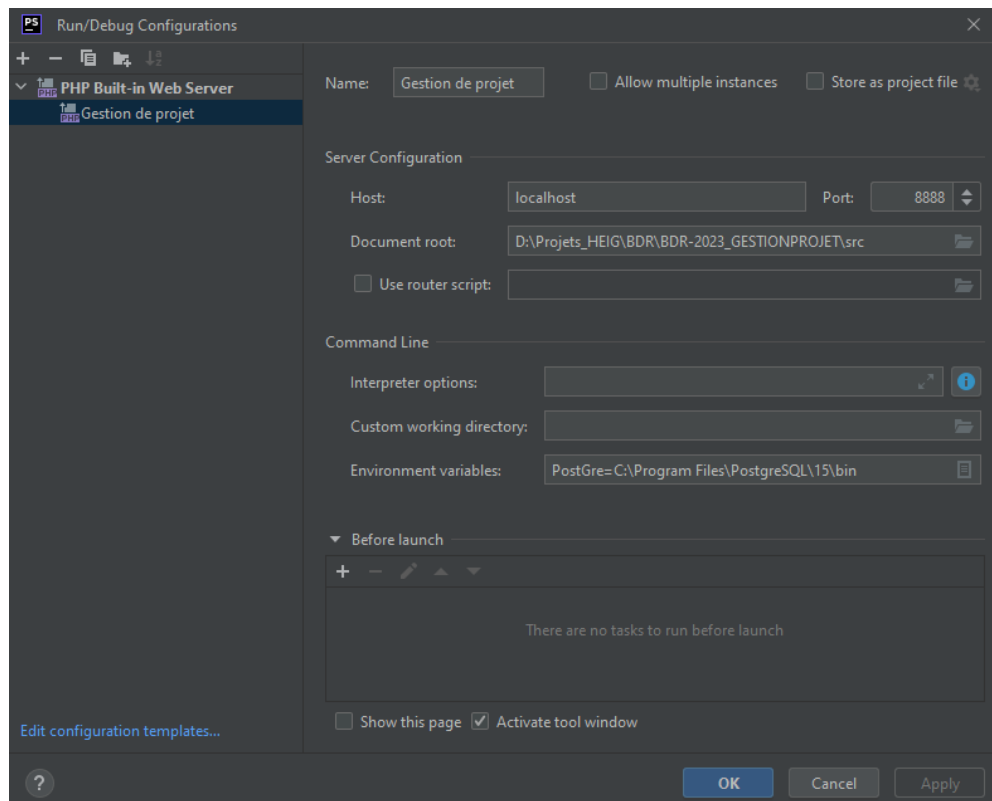 PS Run/Debug Configurations
PHP Built-in Web Server
Gestion de projet
Edit configuration templates...
Name: Gestion de projet Allow multiple instances Store as project file
Server Configuration
Host: localhost Port: 8888
Document root: D:\Projets_HEIG\BDR\BDR-2023_GESTIONPROJET\src
Use router script:
Command Line
Interpreter options:
Custom working directory:
Environment variables: PostGre=C:\Program Files\PostgreSQL\15\bin
Before launch
There are no tasks to run before launch
Show this page Activate tool window
? OK Cancel Apply